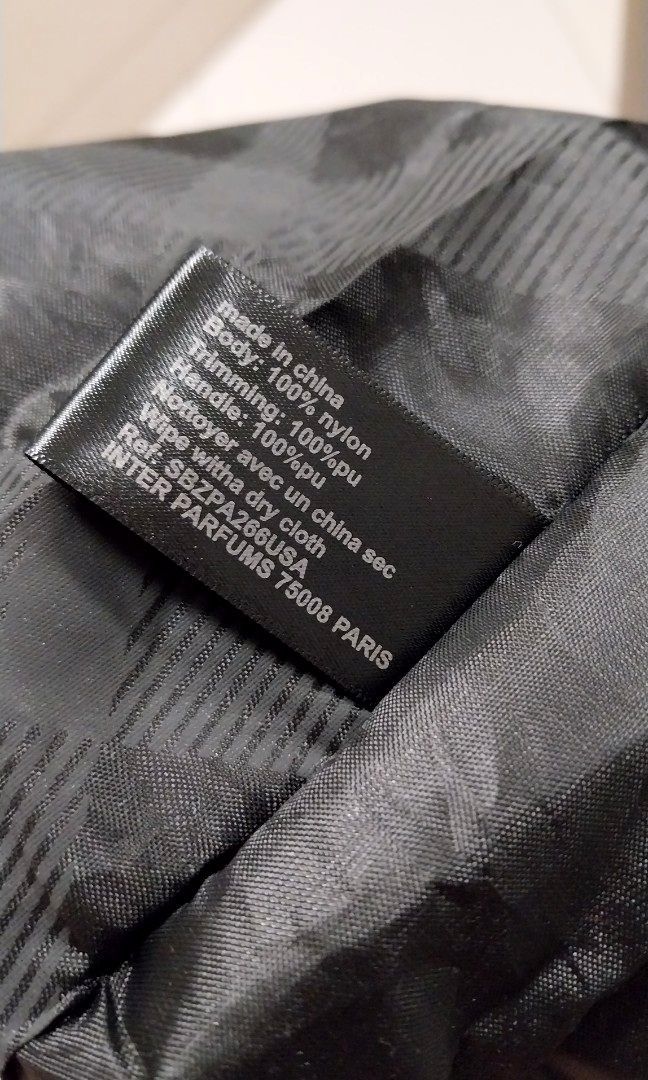 made in china
Body: 100% nylon
Trimming: 100%pu
Handle: 100%pu
Nottoyer avec un china sec
Wipe witha dry cloth
Ref. SBZPA266USA
INTER PARFUMS 75008 PARIS